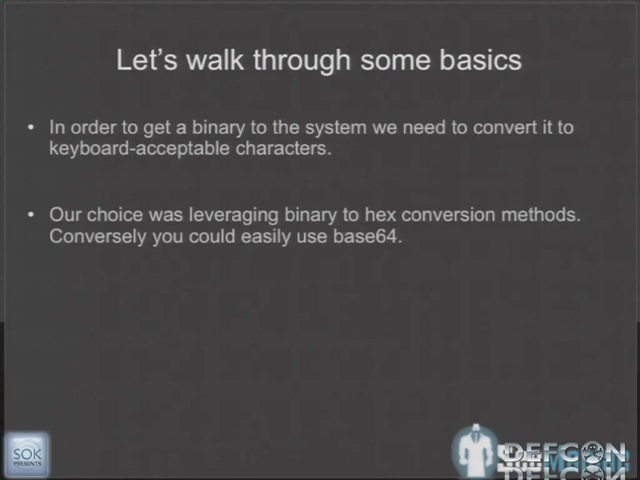 Let's walk through some basics
• In order to get a binary to the system we need to convert it to
keyboard-acceptable characters.
• Our choice was leveraging binary to hex conversion methods.
Conversely you could easily use base64.
SOK
PRESENTS
DEFCON
DEFCON